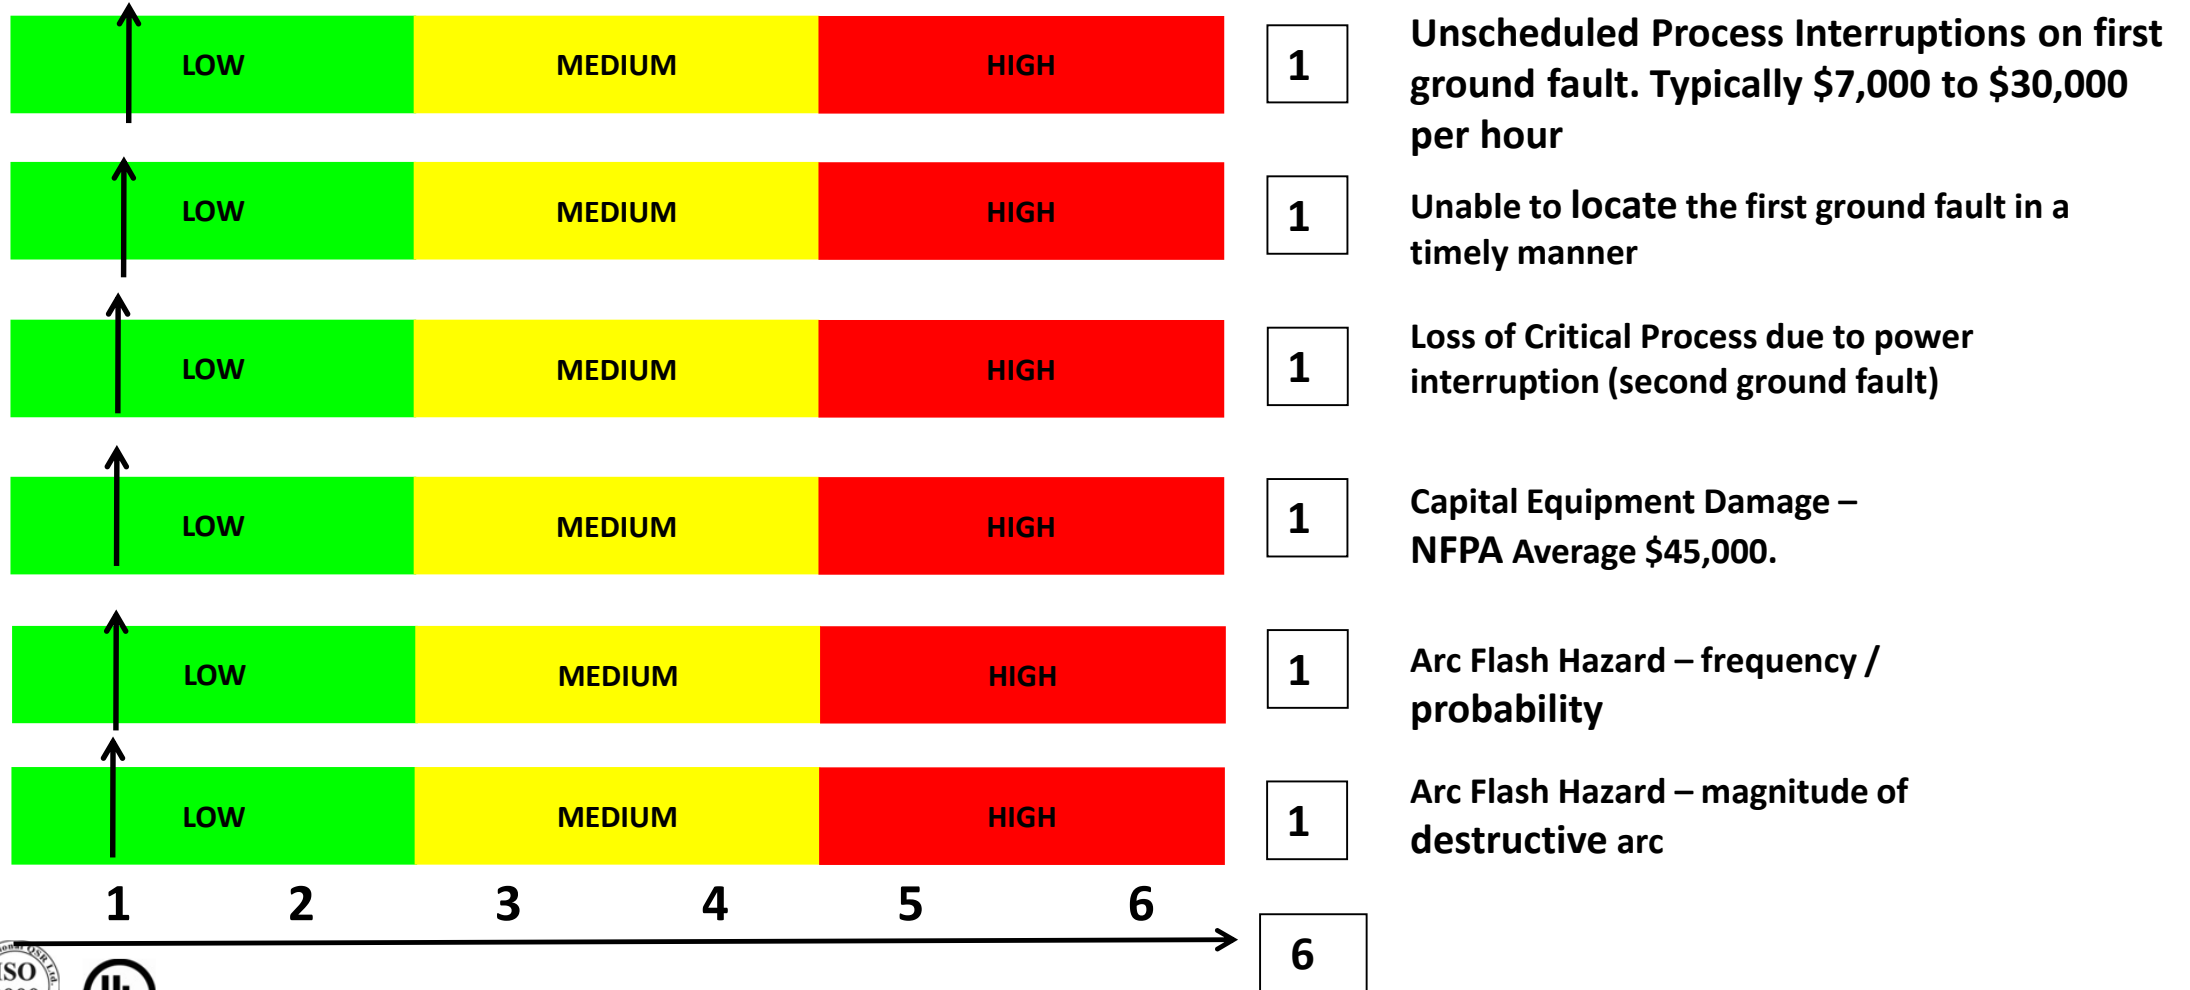 LOW MEDIUM HIGH 1 Unscheduled Process Interruptions on first
ground fault. Typically $7,000 to $30,000
per hour
LOW MEDIUM HIGH 1 Unable to locate the first ground fault in a
timely manner
LOW MEDIUM HIGH 1 Loss of Critical Process due to power
interruption (second ground fault)
LOW MEDIUM HIGH 1 Capital Equipment Damage –
NFPA Average $45,000.
LOW MEDIUM HIGH 1 Arc Flash Hazard – frequency /
probability
LOW MEDIUM HIGH 1 Arc Flash Hazard – magnitude of
destructive arc
1 2 3 4 5 6
6
ISO
QSR Ltd.
UL